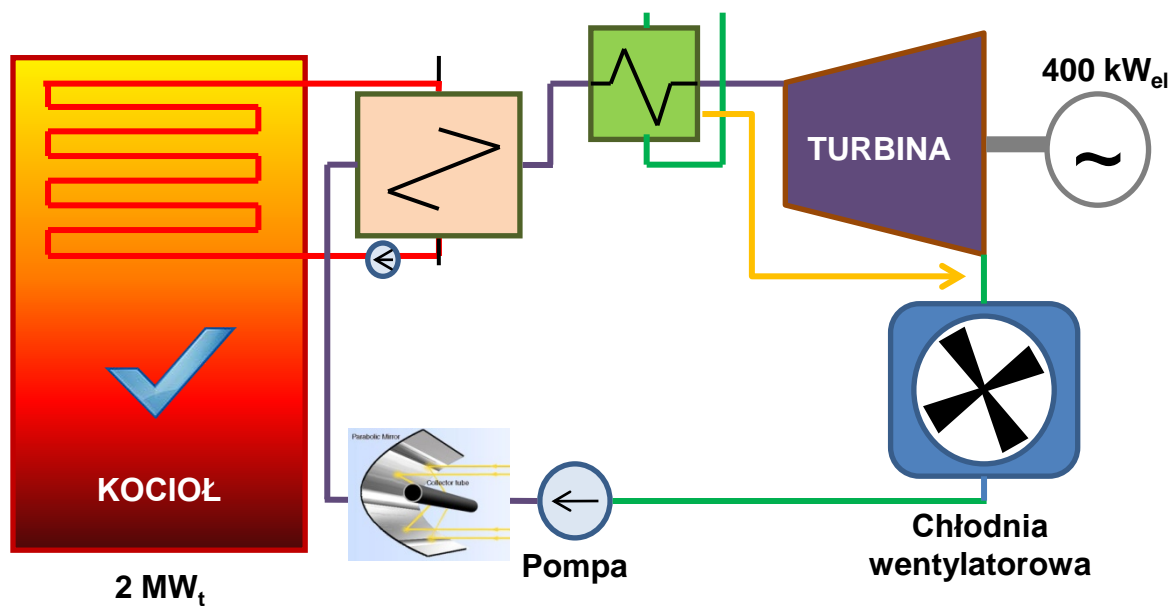 400 kWel
TURBINA
Parabolic Mirror
Collector tube
KOCIOŁ
Pompa
Chłodnia
wentylatorowa
2 MWt